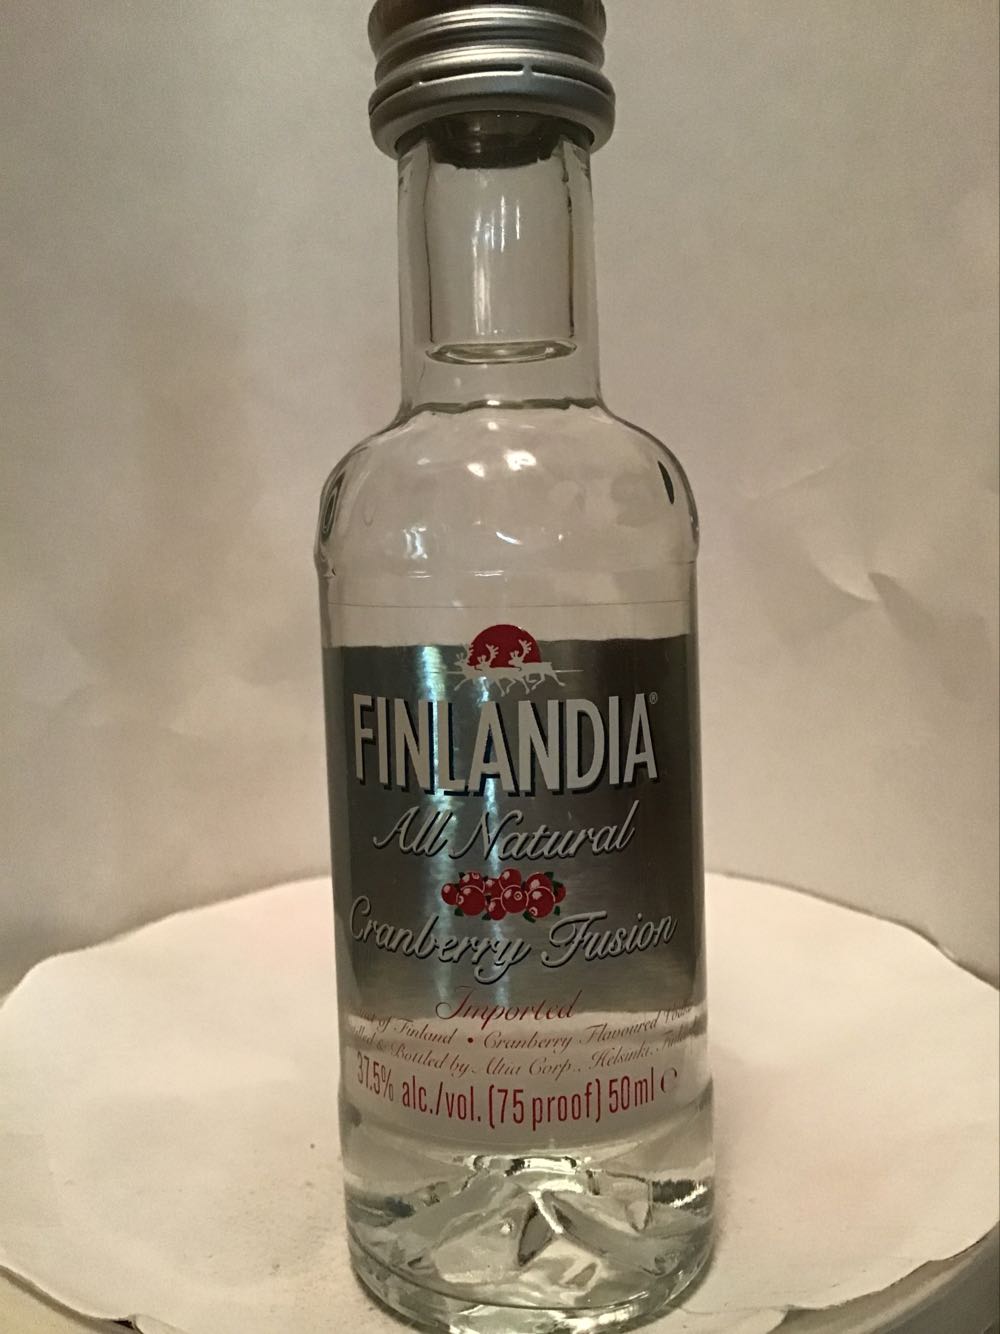 FINLANDIA®
All Natural
Cranberry Fusion
Imported
of Finland • Cranberry Flavoured Vodka
& Bottled by Altia Corp., Helsinki,
37.5% alc./vol. (75 proof) 50ml ℮